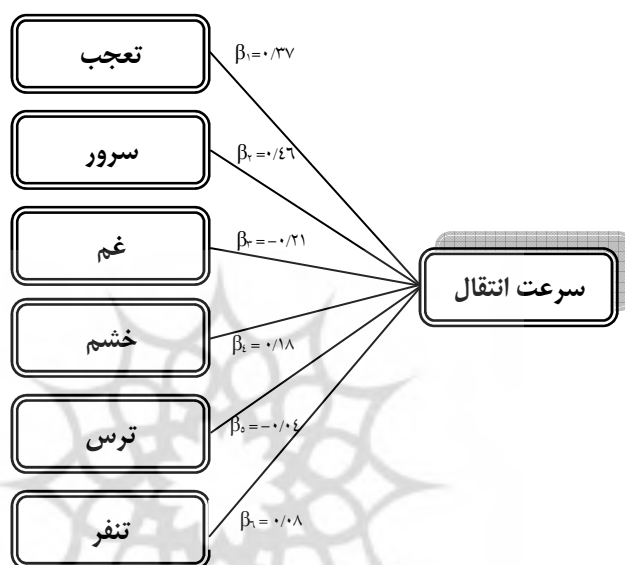 تعجب
β۱=۰/۳۷
سرور
β۲=۰/٤٦
غم
β۳=-۰/۲۱
سرعت انتقال
خشم
β٤= ۰/۱۸
ترس
β٥=-۰/۰٤
تنفر
β٦= ۰/۰۸